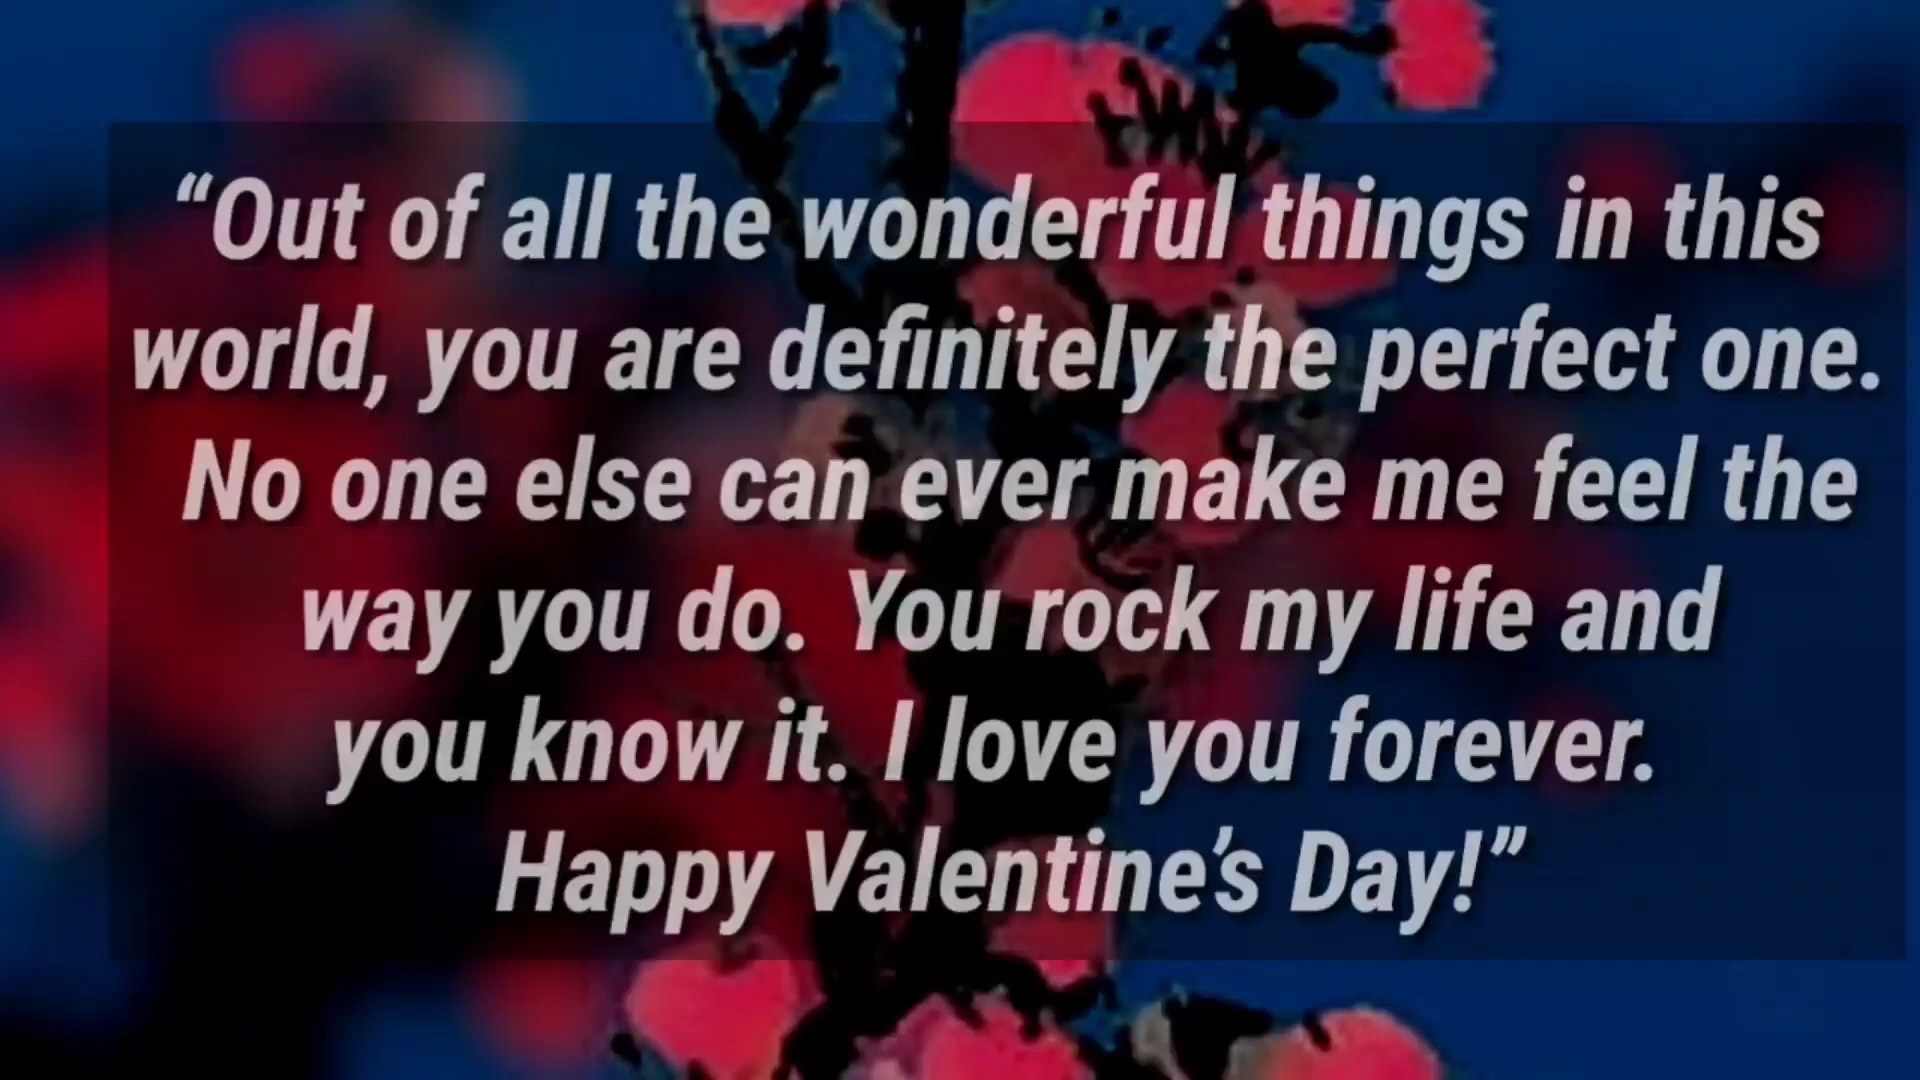 “Out of all the wonderful things in this
world, you are definitely the perfect one.
No one else can ever make me feel the
way you do. You rock my life and
you know it. I love you forever.
Happy Valentine’s Day!”